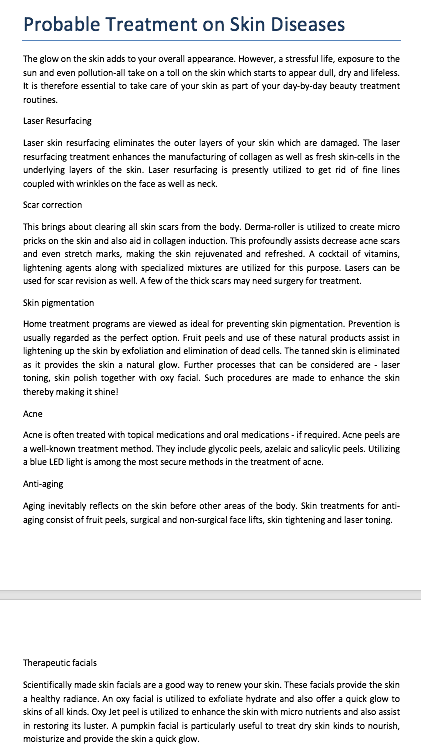 Probable Treatment on Skin Diseases
The glow on the skin adds to your overall appearance. However, a stressful life, exposure to the
sun and even pollution-all take on a toll on the skin which starts to appear dull, dry and lifeless.
It is therefore essential to take care of your skin as part of your day-by-day beauty treatment
routines.
Laser Resurfacing
Laser skin resurfacing eliminates the outer layers of your skin which are damaged. The laser
resurfacing treatment enhances the manufacturing of collagen as well as fresh skin-cells in the
underlying layers of the skin. Laser resurfacing is presently utilized to get rid of fine lines
coupled with wrinkles on the face as well as neck.
Scar correction
This brings about clearing all skin scars from the body. Derma-roller is utilized to create micro
pricks on the skin and also aid in collagen induction. This profoundly assists decrease acne scars
and even stretch marks, making the skin rejuvenated and refreshed. A cocktail of vitamins,
lightening agents along with specialized mixtures are utilized for this purpose. Lasers can be
used for scar revision as well. A few of the thick scars may need surgery for treatment.
Skin pigmentation
Home treatment programs are viewed as ideal for preventing skin pigmentation. Prevention is
usually regarded as the perfect option. Fruit peels and use of these natural products assist in
lightening up the skin by exfoliation and elimination of dead cells. The tanned skin is eliminated
as it provides the skin a natural glow. Further processes that can be considered are - laser
toning, skin polish together with oxy facial. Such procedures are made to enhance the skin
thereby making it shine!
Acne
Acne is often treated with topical medications and oral medications - if required. Acne peels are
a well-known treatment method. They include glycolic peels, azelaic and salicylic peels. Utilizing
a blue LED light is among the most secure methods in the treatment of acne.
Anti-aging
Aging inevitably reflects on the skin before other areas of the body. Skin treatments for anti-
aging consist of fruit peels, surgical and non-surgical face lifts, skin tightening and laser toning.
Therapeutic facials
Scientifically made skin facials are a good way to renew your skin. These facials provide the skin
a healthy radiance. An oxy facial is utilized to exfoliate hydrate and also offer a quick glow to
skins of all kinds. Oxy Jet peel is utilized to enhance the skin with micro nutrients and also assist
in restoring its luster. A pumpkin facial is particularly useful to treat dry skin kinds to nourish,
moisturize and provide the skin a quick glow.